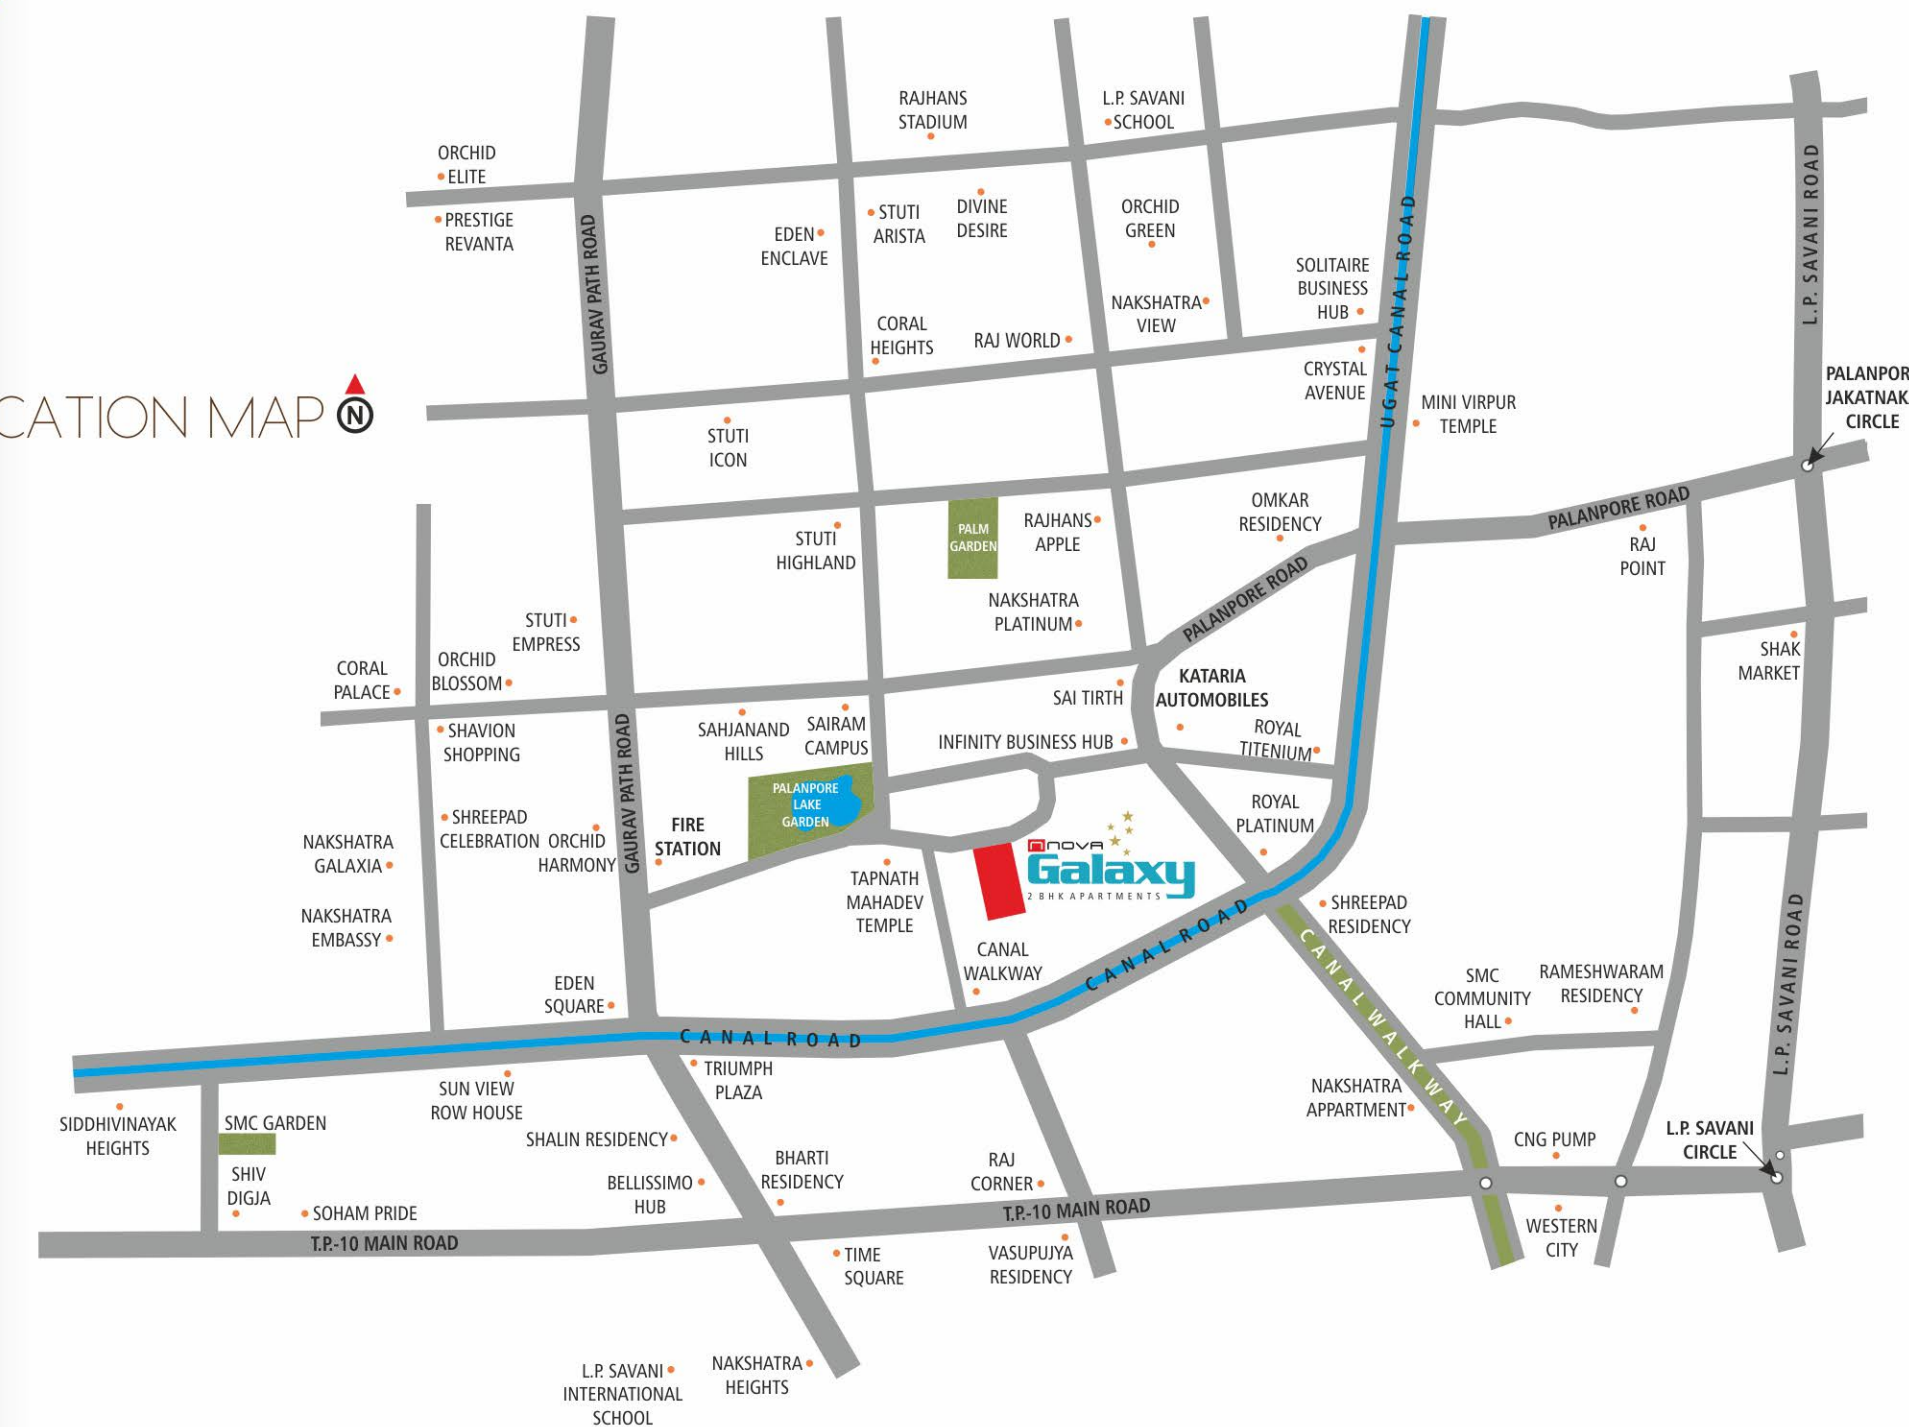 RAJHANS
STADIUM
L.P. SAVANI
SCHOOL
ORCHID
ELITE
PRESTIGE
REVANTA
STUTI
ARISTA
DIVINE
DESIRE
ORCHID
GREEN
EDEN
ENCLAVE
GAURAV PATH ROAD
UGAT CANAL ROAD
L.P. SAVANI ROAD
SOLITAIRE
BUSINESS
HUB
NAKSHATRA
VIEW
CORAL
HEIGHTS
RAJ WORLD
CRYSTAL
AVENUE
PALANPOR
JAKATNAK
CIRCLE
CATION MAP
N
MINI VIRPUR
TEMPLE
STUTI
ICON
PALANPORE ROAD
OMKAR
RESIDENCY
PALM
GARDEN
RAJHANS
APPLE
STUTI
HIGHLAND
RAJ
POINT
PALANPORE ROAD
NAKSHATRA
PLATINUM
STUTI
EMPRESS
SHAK
MARKET
CORAL
PALACE
ORCHID
BLOSSOM
SAI TIRTH
KATARIA
AUTOMOBILES
SHAVION
SHOPPING
GAURAV PATH ROAD
SAHJANAND
HILLS
SAIRAM
CAMPUS
INFINITY BUSINESS HUB
ROYAL
TITENIUM
PALANPORE
LAKE
GARDEN
ROYAL
PLATINUM
SHREEPAD
CELEBRATION
ORCHID
HARMONY
FIRE
STATION
NAKSHATRA
GALAXIA
nova
Galaxy
2 BHK APARTMENTS
TAPNATH
MAHADEV
TEMPLE
NAKSHATRA
EMBASSY
SHREEPAD
RESIDENCY
CANAL ROAD
CANAL
WALKWAY
CANAL WALKWAY
L.P. SAVANI ROAD
SMC
COMMUNITY
HALL
RAMESHWARAM
RESIDENCY
EDEN
SQUARE
CANAL ROAD
TRIUMPH
PLAZA
SUN VIEW
ROW HOUSE
NAKSHATRA
APPARTMENT
SIDDHIVINAYAK
HEIGHTS
SMC GARDEN
SHALIN RESIDENCY
CNG PUMP
L.P. SAVANI
CIRCLE
SHIV
DIGJA
BELLISSIMO
HUB
BHARTI
RESIDENCY
RAJ
CORNER
SOHAM PRIDE
T.P.-10 MAIN ROAD
T.P.-10 MAIN ROAD
WESTERN
CITY
TIME
SQUARE
VASUPUJYA
RESIDENCY
L.P. SAVANI
INTERNATIONAL
SCHOOL
NAKSHATRA
HEIGHTS